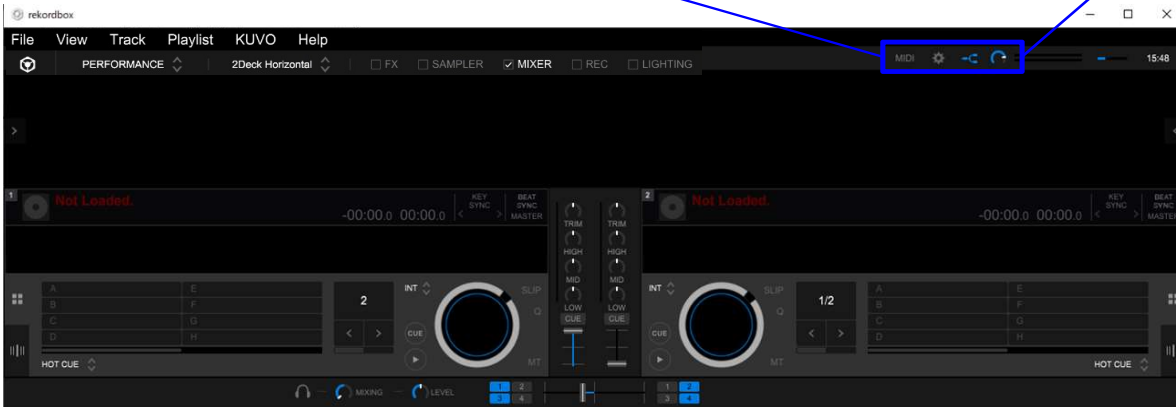 rekordbox
File View Track Playlist KUVO Help
PERFORMANCE 2Deck Horizontal FX SAMPLER MIXER REC LIGHTING MIDI 15:48
1 Not Loaded. -00:00.0 00:00.0 KEY SYNC BEAT SYNC MASTER
TRIM TRIM
HIGH HIGH
MID MID
LOW LOW
CUE CUE
2 Not Loaded. -00:00.0 00:00.0 KEY SYNC BEAT SYNC MASTER
A E
B F
C G
D H
HOT CUE
2
INT SLIP
Q
CUE
MT
INT SLIP
Q
CUE
MT
1/2
A E
B F
C G
D H
HOT CUE
MIXING LEVEL
1 2
3 4
1 2
3 4